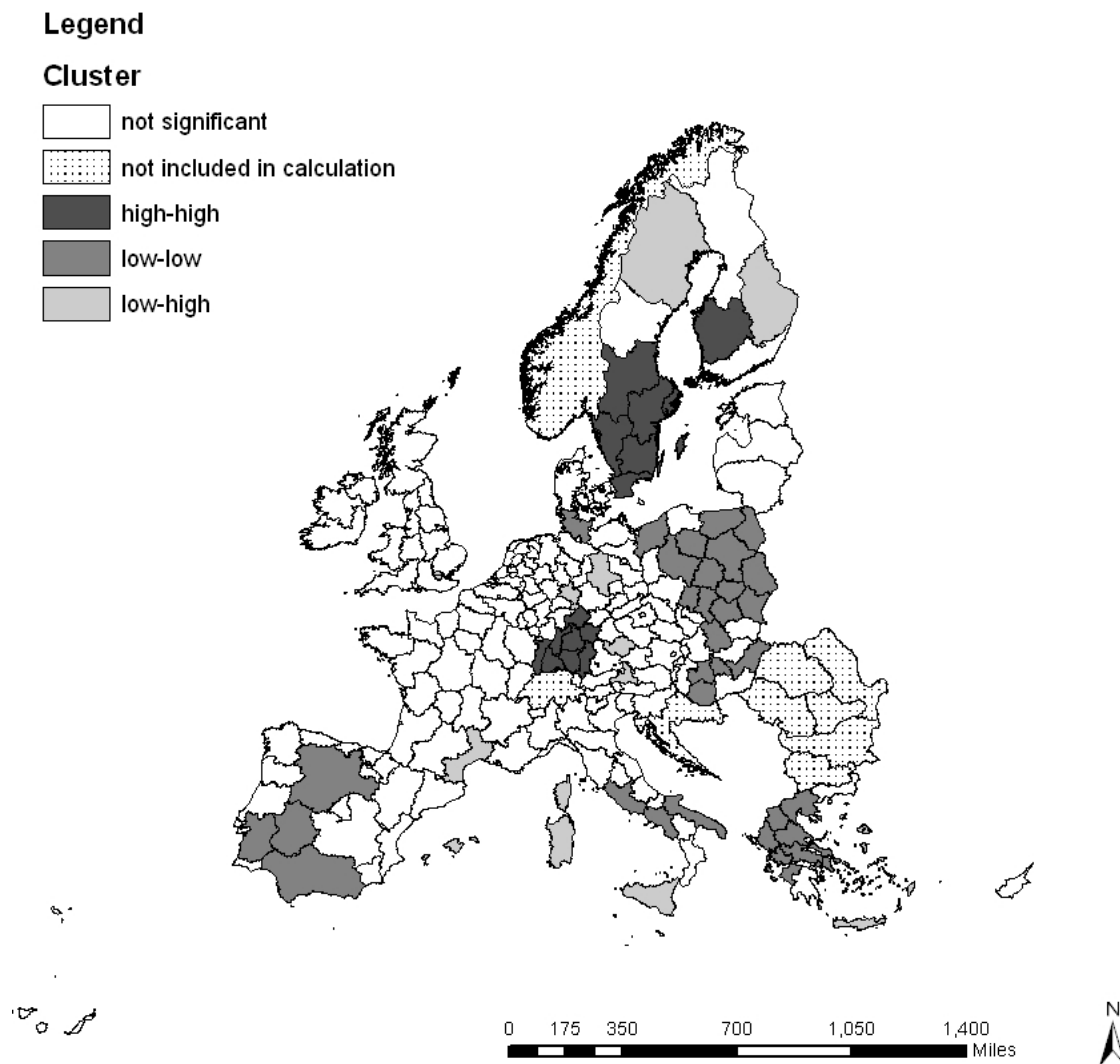 Legend
Cluster
not significant
not included in calculation
high-high
low-low
low-high
N
0 175 350 700 1,050 1,400
Miles